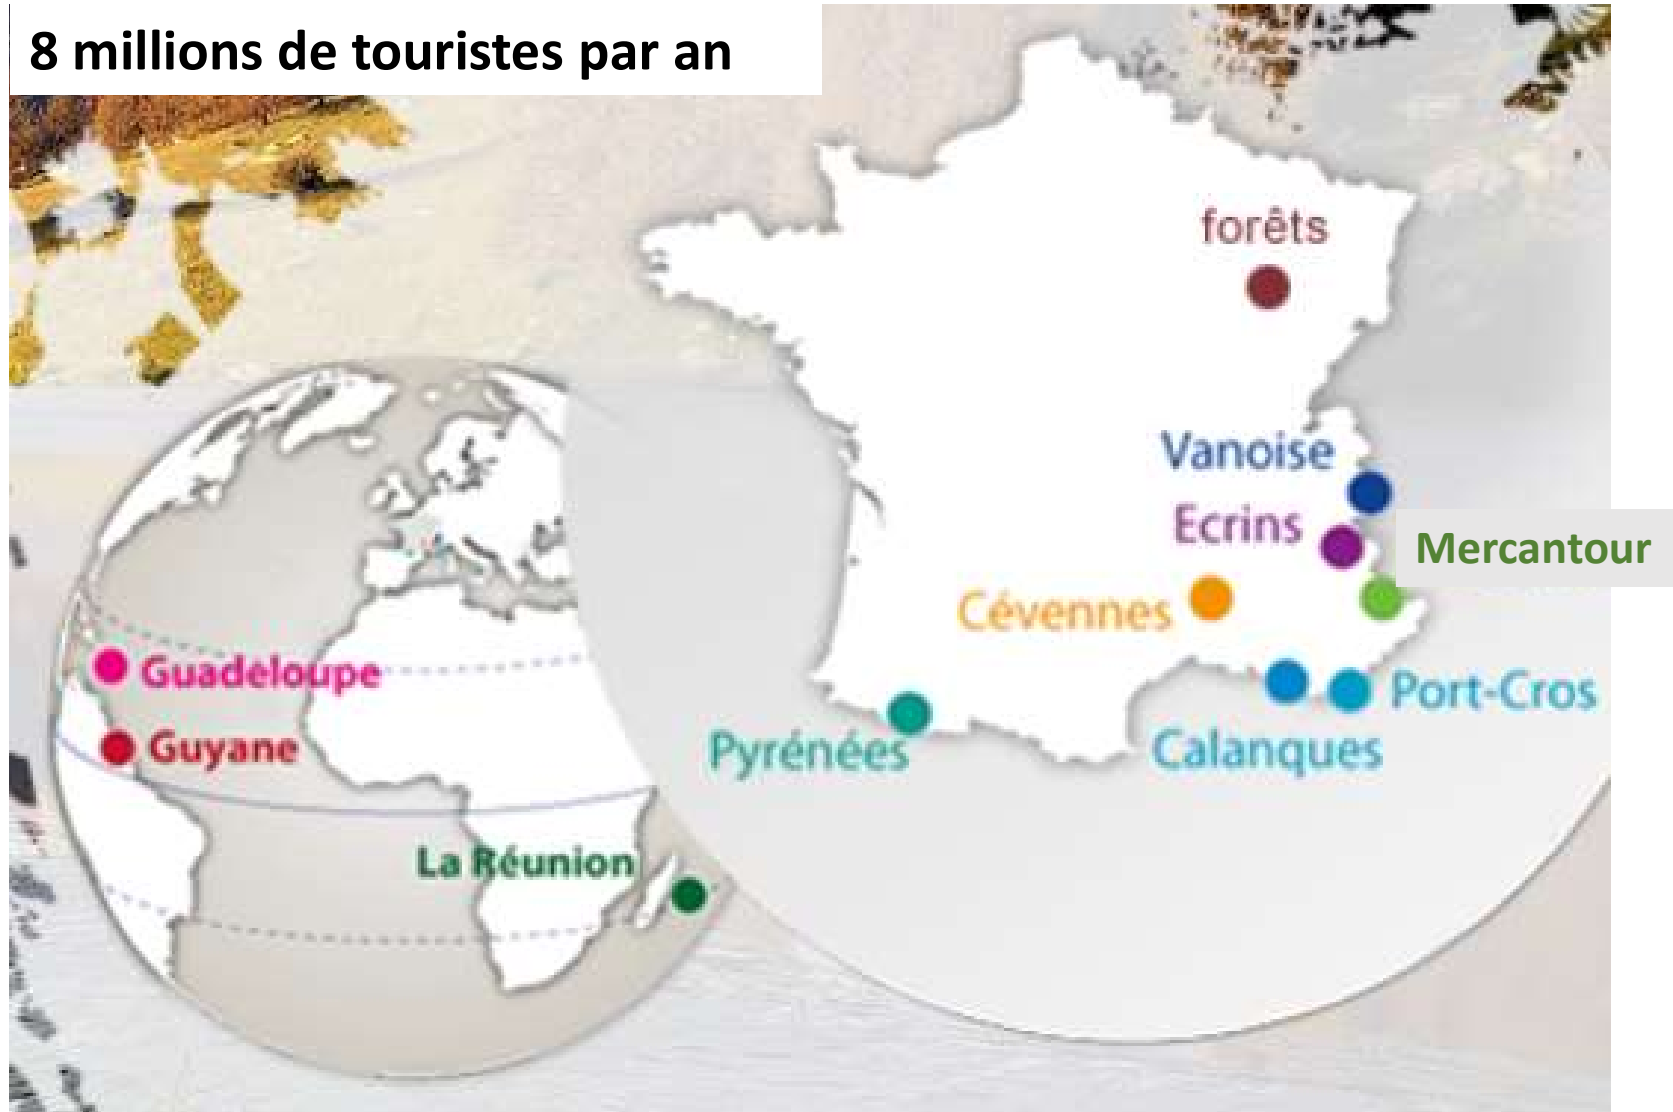 8 millions de touristes par an
forêts
Vanoise
Ecrins
Mercantour
Cévennes
Port-Cros
Pyrénées
Calanques
Guadeloupe
Guyane
La Réunion